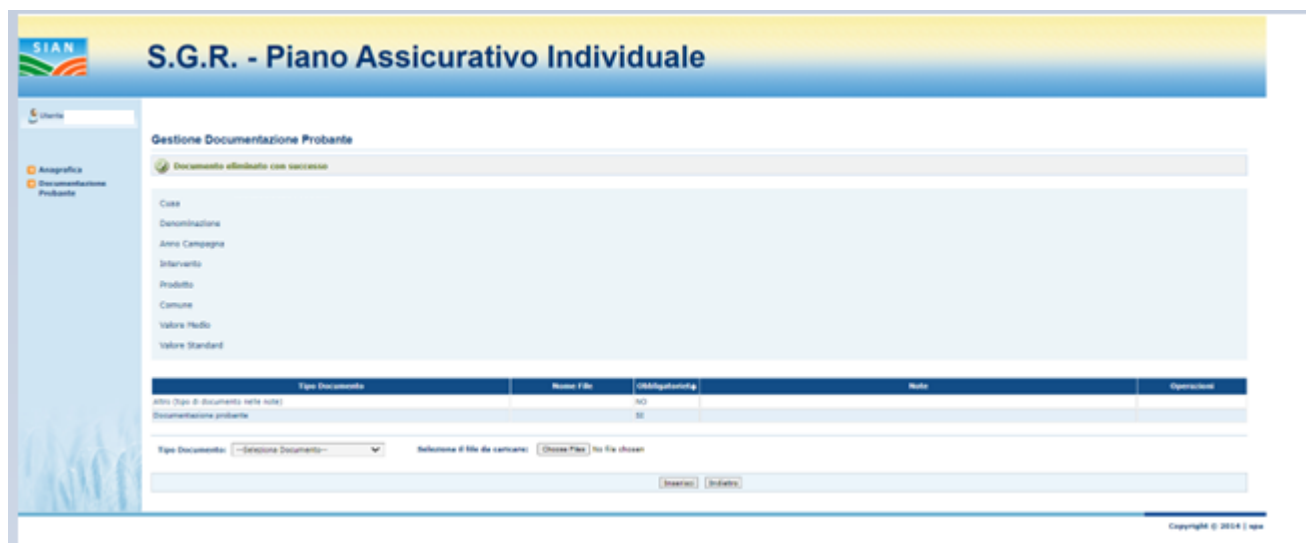 SIAN
S.G.R. - Piano Assicurativo Individuale
Utente
Gestione Documentazione Probante
Anagrafica
Documento eliminato con successo
Documentazione
Probante
Cuaa
Denominazione
Anno Campagna
Intervento
Prodotto
Comune
Valore Medio
Valore Standard
Tipo Documento Nome File Obbligatoriet� Note Operazioni
Altro (tipo di documento nelle note) NO
Documentazione probante SI
Tipo Documento: --Seleziona Documento-- Seleziona il file da caricare: Choose Files No file chosen
Inserisci Indietro
Copyright © 2014 |